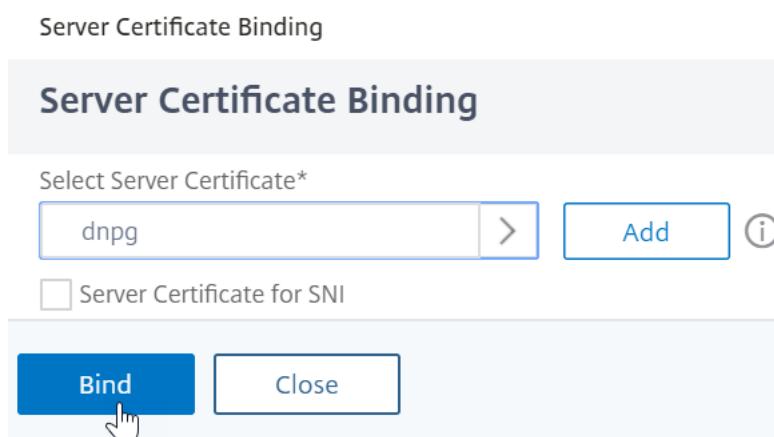 Server Certificate Binding
Server Certificate Binding
Select Server Certificate*
dnpg
Add
Server Certificate for SNI
Bind
Close